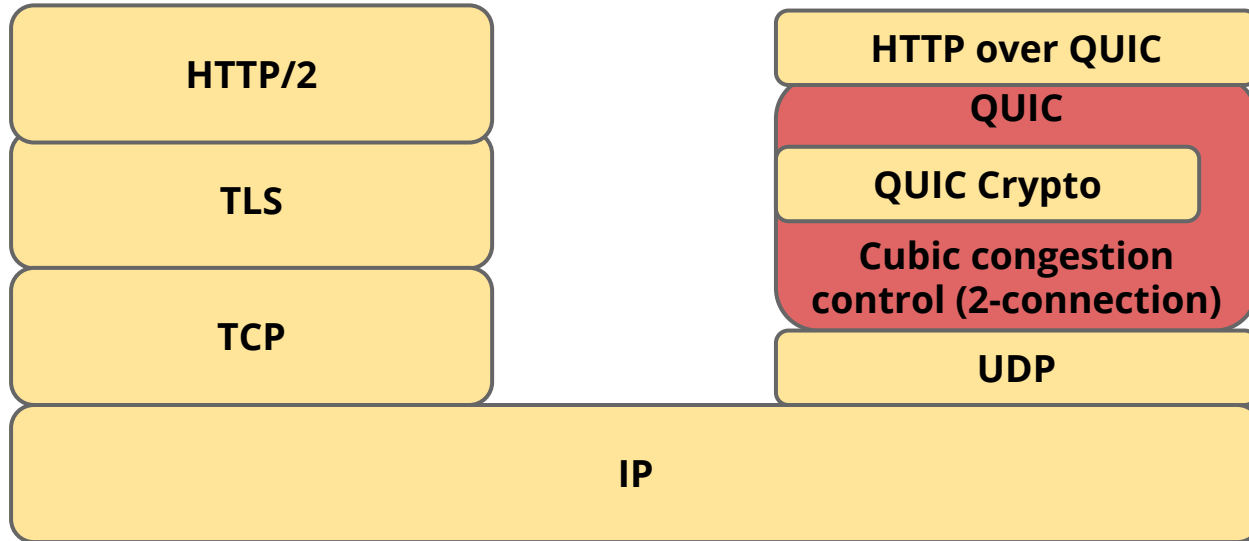 HTTP/2
TLS
TCP
HTTP over QUIC
QUIC
QUIC Crypto
Cubic congestion
control (2-connection)
UDP
IP